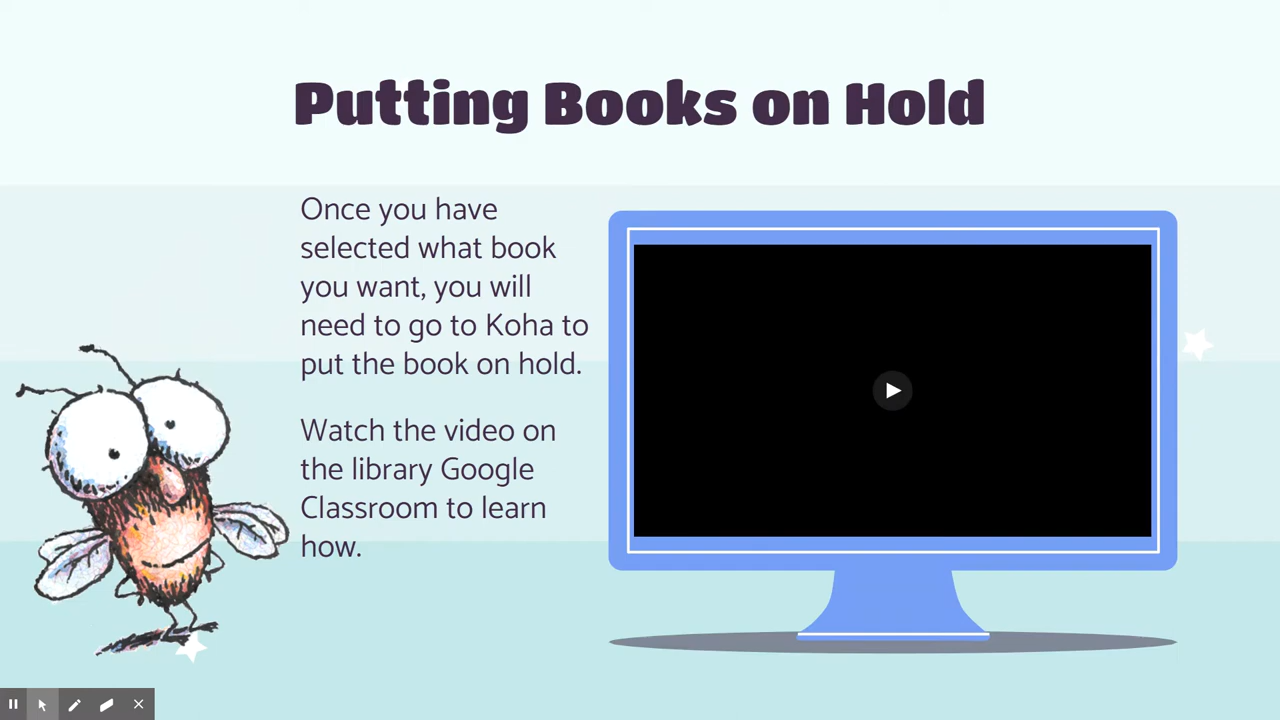 Putting Books on Hold
Once you have
selected what book
you want, you will
need to go to Koha to
put the book on hold.
Watch the video on
the library Google
Classroom to learn
how.